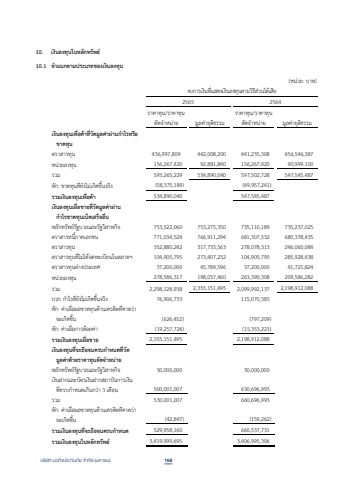 10. เงินลงทุนในหลักทรัพย์
10.1 จำแนกตามประเภทของเงินลงทุน
(หน่วย: บาท)
งบการเงินที่แสดงเงินลงทุนตามวิธีส่วนได้เสีย
2565 2564
ราคาทุน/ราคาทุน ราคาทุน/ราคาทุน
ตัดจำหน่าย มูลค่ายุติธรรม ตัดจำหน่าย มูลค่ายุติธรรม
เงินลงทุนเพื่อค้าที่วัดมูลค่าผ่านกำไรหรือ
ขาดทุน
ตราสารทุน 436,997,809 442,008,200 441,235,308 456,546,387
หน่วยลงทุน 156,267,420 92,881,840 156,267,420 90,999,100
รวม 593,265,229 534,890,040 597,502,728 547,545,487
หัก: ขาดทุนที่ยังไม่เกิดขึ้นจริง (58,375,189) (49,957,241)
รวมเงินลงทุนเพื่อค้า 534,890,040 547,545,487
เงินลงทุนเผื่อขายที่วัดมูลค่าผ่าน
กำไรขาดทุนเบ็ดเสร็จอื่น
หลักทรัพย์รัฐบาลและรัฐวิสาหกิจ 753,522,060 753,275,350 735,110,189 735,237,025
ตราสารหนี้ภาคเอกชน 771,054,524 766,911,294 681,307,532 680,378,435
ตราสารทุน 352,880,242 317,735,563 278,078,313 246,060,084
ตราสารทุนที่ไม่ได้จดทะเบียนในตลาดฯ 104,905,795 273,407,232 104,905,795 285,928,438
ตราสารทุนต่างประเทศ 37,200,000 45,784,596 37,200,000 41,721,824
หน่วยลงทุน 278,586,317 198,037,460 263,390,308 209,586,282
รวม 2,298,128,938 2,355,151,495 2,099,992,137 2,198,912,088
บวก: กำไรที่ยังไม่เกิดขึ้นจริง 76,906,733 115,070,383
หัก: ค่าเผื่อผลขาดทุนด้านเครดิตที่คาดว่า
จะเกิดขึ้น (626,452) (797,209)
หัก: ค่าเผื่อการด้อยค่า (19,257,724) (15,353,223)
รวมเงินลงทุนเผื่อขาย 2,355,151,495 2,198,912,088
เงินลงทุนที่จะถือจนครบกำหนดที่วัด
มูลค่าด้วยราคาทุนตัดจำหน่าย
หลักทรัพย์รัฐบาลและรัฐวิสาหกิจ 30,000,000 30,000,000
เงินฝากและบัตรเงินฝากสถาบันการเงิน
ที่ครบกำหนดเกินกว่า 3 เดือน 500,001,007 630,696,993
รวม 530,001,007 660,696,993
หัก: ค่าเผื่อผลขาดทุนด้านเครดิตที่คาดว่า
จะเกิดขึ้น (42,847) (159,262)
รวมเงินลงทุนที่จะถือจนครบกำหนด 529,958,160 660,537,731
รวมเงินลงทุนในหลักทรัพย์ 3,419,999,695 3,406,995,306
168